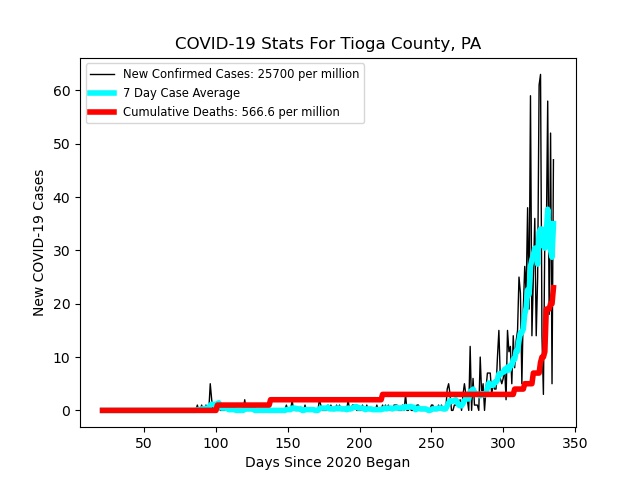 COVID-19 Stats For Tioga County, PA
New Confirmed Cases: 25700 per million
7 Day Case Average
Cumulative Deaths: 566.6 per million
New COVID-19 Cases
60
50
40
30
20
10
0
50
100
150
200
250
300
350
Days Since 2020 Began